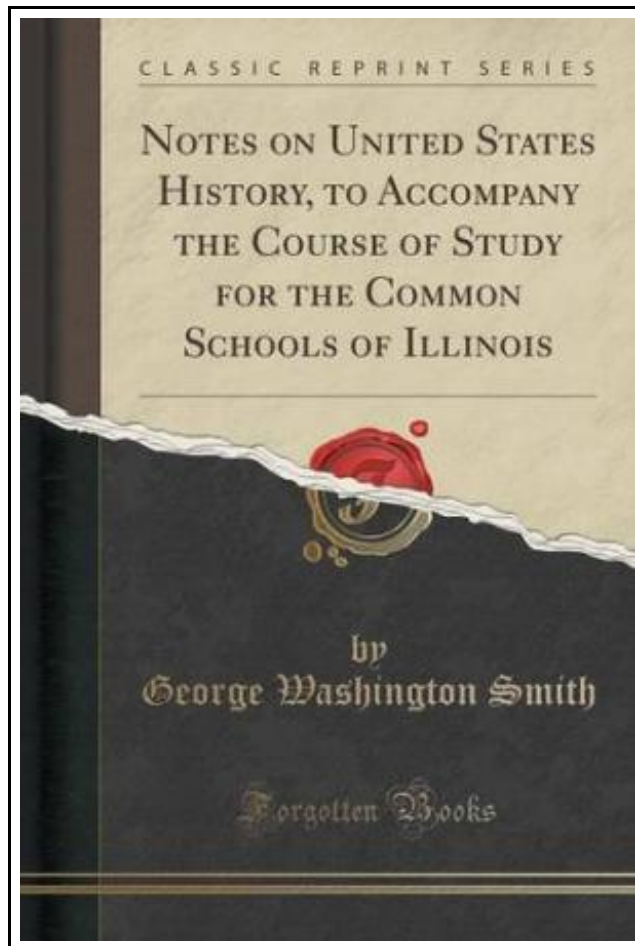 CLASSIC REPRINT SERIES
NOTES ON UNITED STATES
HISTORY, TO ACCOMPANY
THE COURSE OF STUDY
FOR THE COMMON
SCHOOLS OF ILLINOIS
by
George Washington Smith
Forgotten Books